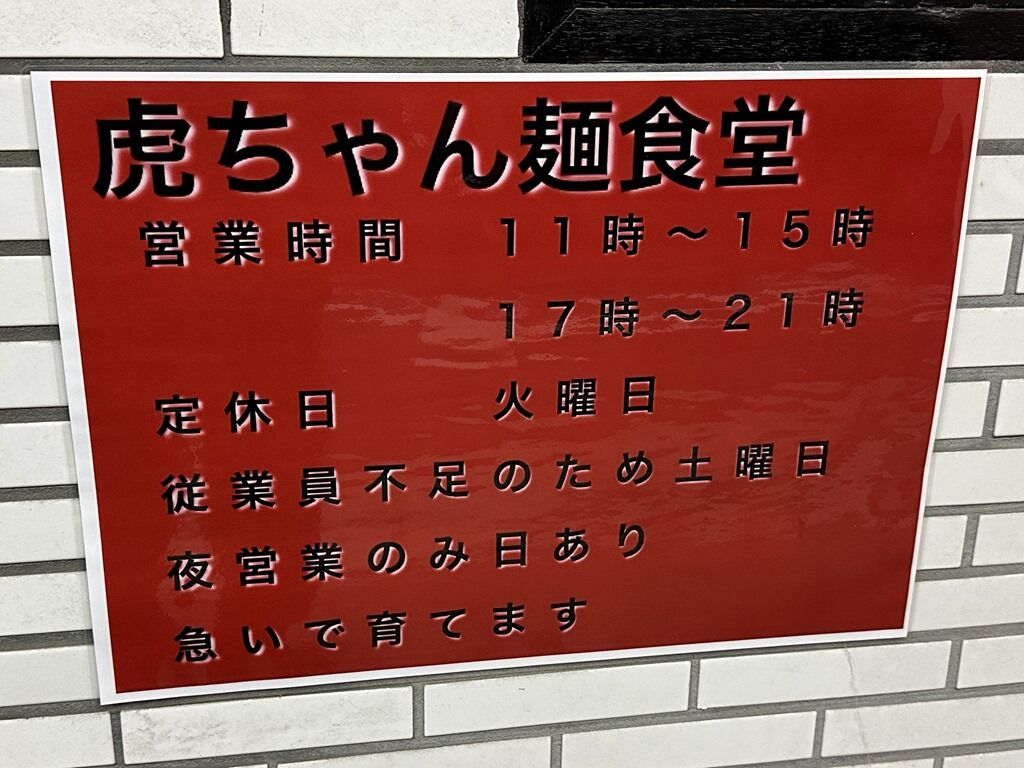 虎ちゃん麺食堂
営業時間 11時～15時
17時～21時
定休日 火曜日
従業員不足のため土曜日
夜営業のみ日あり
急いで育てます